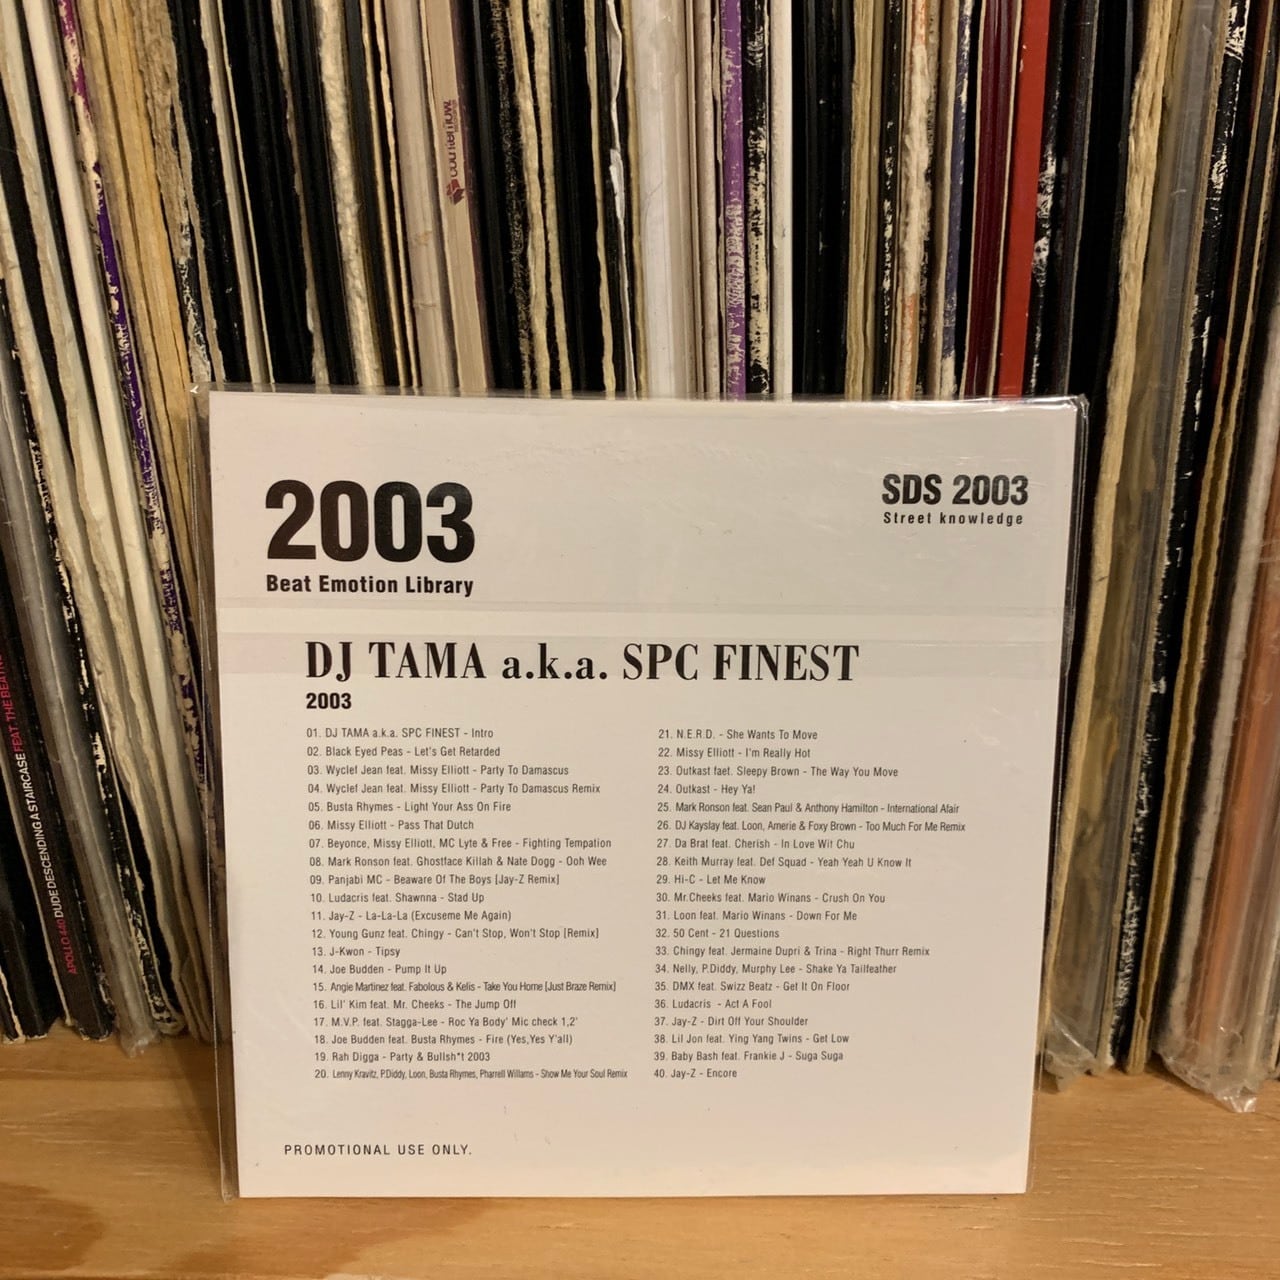 counterflow
APOLLO 440 DUDE DESCENDING A STAIRCASE FEAT. THE BEATNUTS
2003
Beat Emotion Library
SDS 2003
Street knowledge
DJ TAMA a.k.a. SPC FINEST
2003
01. DJ TAMA a.k.a. SPC FINEST - Intro
02. Black Eyed Peas - Let's Get Retarded
03. Wyclef Jean feat. Missy Elliott - Party To Damascus
04. Wyclef Jean feat. Missy Elliott - Party To Damascus Remix
05. Busta Rhymes - Light Your Ass On Fire
06. Missy Elliott - Pass That Dutch
07. Beyonce, Missy Elliott, MC Lyte & Free - Fighting Tempation
08. Mark Ronson feat. Ghostface Killah & Nate Dogg - Ooh Wee
09. Panjabi MC - Beaware Of The Boys [Jay-Z Remix]
10. Ludacris feat. Shawnna - Stad Up
11. Jay-Z - La-La-La (Excuseme Me Again)
12. Young Gunz feat. Chingy - Can't Stop, Won't Stop [Remix]
13. J-Kwon - Tipsy
14. Joe Budden - Pump It Up
15. Angie Martinez feat. Fabolous & Kelis - Take You Home [Just Braze Remix]
16. Lil' Kim feat. Mr. Cheeks - The Jump Off
17. M.V.P. feat. Stagga-Lee - Roc Ya Body' Mic check 1,2'
18. Joe Budden feat. Busta Rhymes - Fire (Yes,Yes Y'all)
19. Rah Digga - Party & Bullsh*t 2003
20. Lenny Kravitz, P.Diddy, Loon, Busta Rhymes, Pharrell Willams - Show Me Your Soul Remix
21. N.E.R.D. - She Wants To Move
22. Missy Elliott - I'm Really Hot
23. Outkast faet. Sleepy Brown - The Way You Move
24. Outkast - Hey Ya!
25. Mark Ronson feat. Sean Paul & Anthony Hamilton - International Afair
26. DJ Kayslay feat. Loon, Amerie & Foxy Brown - Too Much For Me Remix
27. Da Brat feat. Cherish - In Love Wit Chu
28. Keith Murray feat. Def Squad - Yeah Yeah U Know It
29. Hi-C - Let Me Know
30. Mr.Cheeks feat. Mario Winans - Crush On You
31. Loon feat. Mario Winans - Down For Me
32. 50 Cent - 21 Questions
33. Chingy feat. Jermaine Dupri & Trina - Right Thurr Remix
34. Nelly, P.Diddy, Murphy Lee - Shake Ya Tailfeather
35. DMX feat. Swizz Beatz - Get It On Floor
36. Ludacris - Act A Fool
37. Jay-Z - Dirt Off Your Shoulder
38. Lil Jon feat. Ying Yang Twins - Get Low
39. Baby Bash feat. Frankie J - Suga Suga
40. Jay-Z - Encore
PROMOTIONAL USE ONLY.